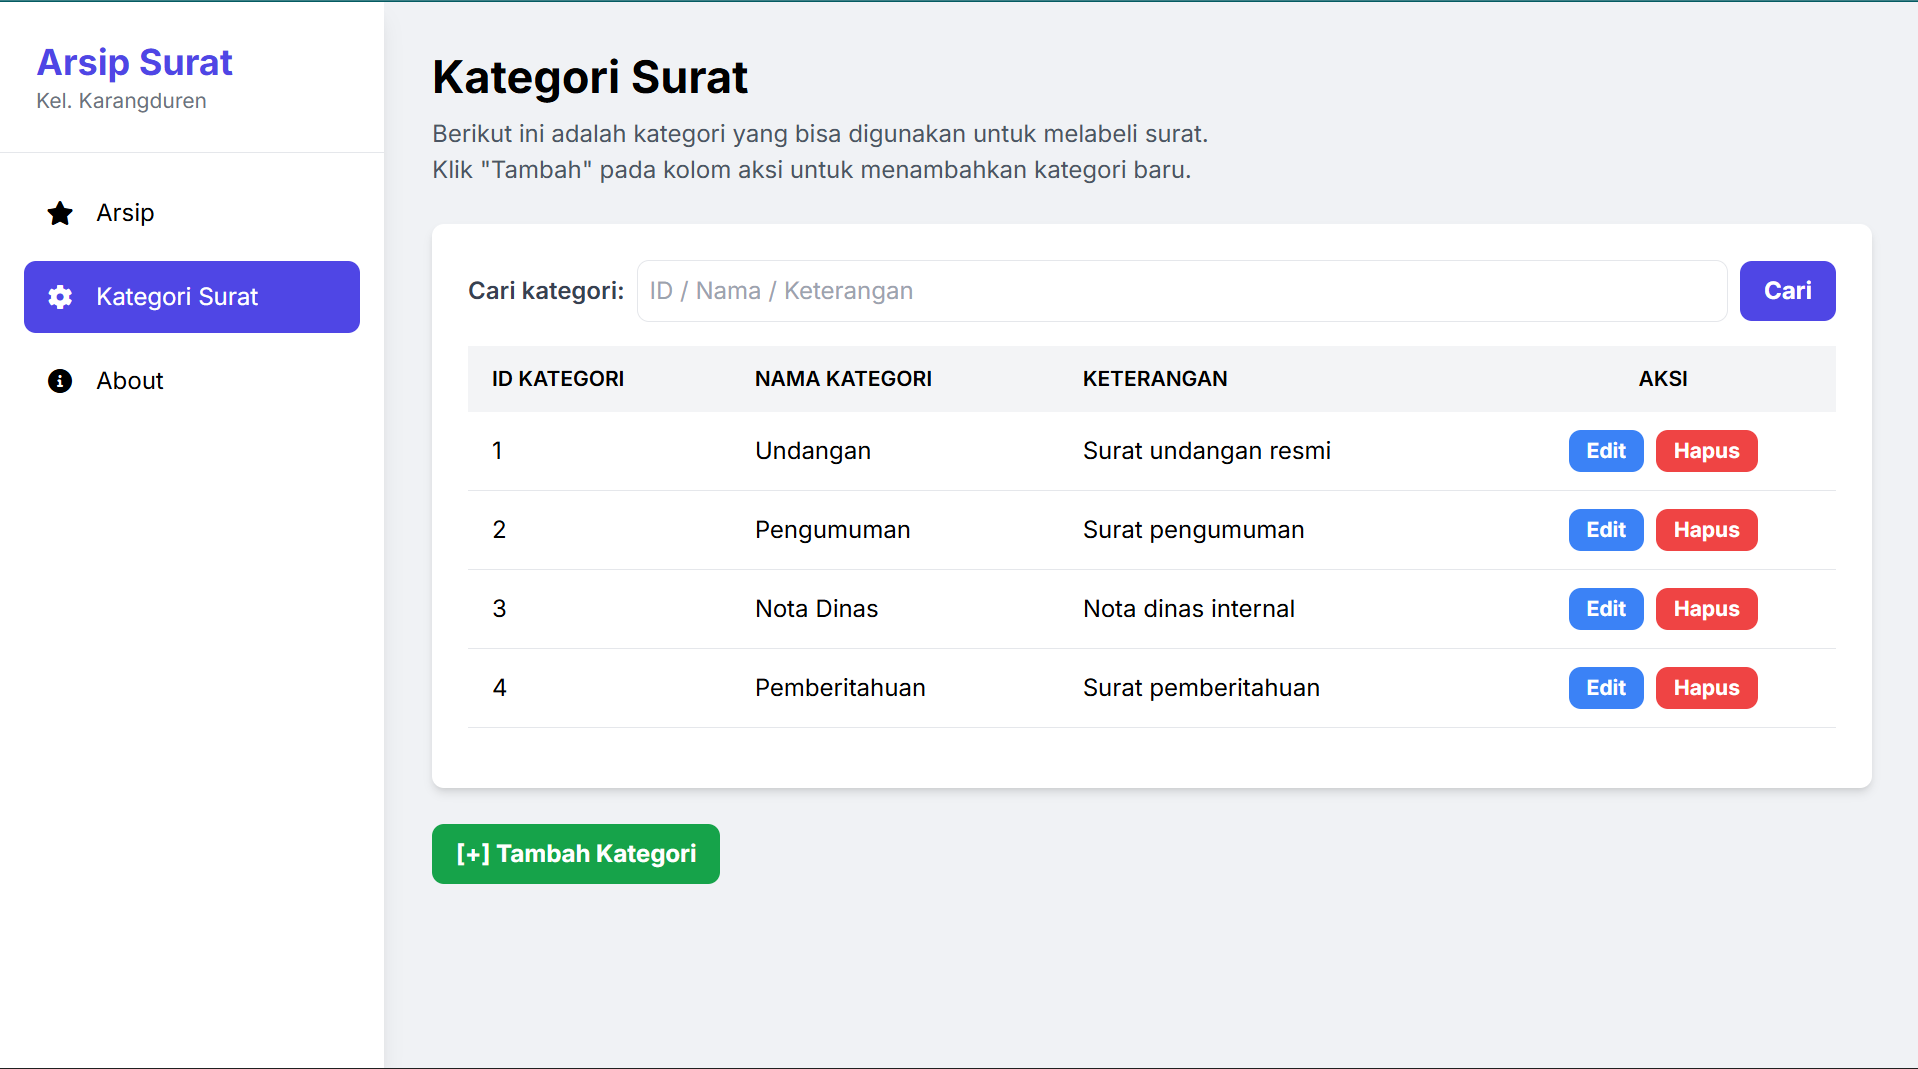 Arsip Surat
Kel. Karangduren
Arsip
Kategori Surat
About
Kategori Surat
Berikut ini adalah kategori yang bisa digunakan untuk melabeli surat.
Klik "Tambah" pada kolom aksi untuk menambahkan kategori baru.
Cari kategori: ID / Nama / Keterangan Cari
ID KATEGORI NAMA KATEGORI KETERANGAN AKSI
1 Undangan Surat undangan resmi Edit Hapus
2 Pengumuman Surat pengumuman Edit Hapus
3 Nota Dinas Nota dinas internal Edit Hapus
4 Pemberitahuan Surat pemberitahuan Edit Hapus
[+] Tambah Kategori